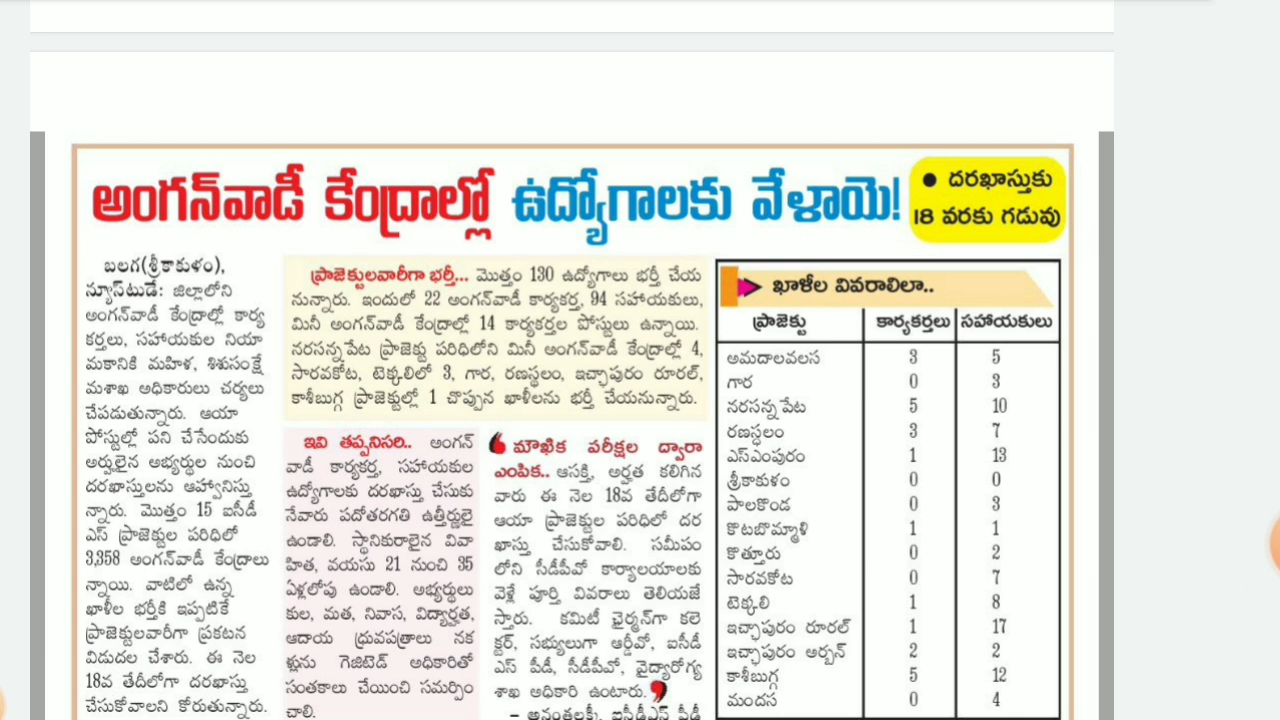 అంగన్‌వాడీ కేంద్రాల్లో ఉద్యోగాలకు వేళాయె!
● దరఖాస్తుకు
18 వరకు గడువు
బలగ(శ్రీకాకుళం),
న్యూస్‌టుడే: జిల్లాలోని
అంగన్‌వాడీ కేంద్రాల్లో కార్య
కర్తలు, సహాయకుల నియా
మకానికి మహిళ, శిశుసంక్షే
మశాఖ అధికారులు చర్యలు
చేపడుతున్నారు. ఆయా
పోస్టుల్లో పని చేసేందుకు
అర్హులైన అభ్యర్థుల నుంచి
దరఖాస్తులను ఆహ్వానిస్తు
న్నారు. మొత్తం 15 ఐసీడీ
ఎస్ ప్రాజెక్టుల పరిధిలో
3,358 అంగన్‌వాడీ కేంద్రాలు
న్నాయి. వాటిలో ఉన్న
ఖాళీల భర్తీకి ఇప్పటికే
ప్రాజెక్టులవారీగా ప్రకటన
విడుదల చేశారు. ఈ నెల
18వ తేదీలోగా దరఖాస్తు
చేసుకోవాలని కోరుతున్నారు.
ప్రాజెక్టులవారీగా భర్తీ... మొత్తం 130 ఉద్యోగాలు భర్తీ చేయ
నున్నారు. ఇందులో 22 అంగన్‌వాడీ కార్యకర్త, 94 సహాయకులు,
మినీ అంగన్‌వాడీ కేంద్రాల్లో 14 కార్యకర్తల పోస్టులు ఉన్నాయి.
నరసన్నపేట ప్రాజెక్టు పరిధిలోని మినీ అంగన్‌వాడీ కేంద్రాల్లో 4,
సారవకోట, టెక్కలిలో 3, గార, రణస్థలం, ఇచ్ఛాపురం రూరల్,
కాశీబుగ్గ ప్రాజెక్టుల్లో 1 చొప్పున ఖాళీలను భర్తీ చేయనున్నారు.
ఇవి తప్పనిసరి.. అంగన్
వాడీ కార్యకర్త, సహాయకుల
ఉద్యోగాలకు దరఖాస్తు చేసుకు
నేవారు పదోతరగతి ఉత్తీర్ణులై
ఉండాలి. స్థానికురాలైన వివా
హిత, వయసు 21 నుంచి 35
ఏళ్లలోపు ఉండాలి. అభ్యర్థులు
కుల, మత, నివాస, విద్యార్హత,
ఆదాయ ధ్రువపత్రాలు నక
ళ్లును గెజిటెడ్ అధికారితో
సంతకాలు చేయించి సమర్పిం
చాలి.
❛ మౌఖిక పరీక్షల ద్వారా
ఎంపిక.. ఆసక్తి, అర్హత కలిగిన
వారు ఈ నెల 18వ తేదీలోగా
ఆయా ప్రాజెక్టుల పరిధిలో దర
ఖాస్తు చేసుకోవాలి. సమీపం
లోని సీడీపీవో కార్యాలయాలకు
వెళ్లే పూర్తి వివరాలు తెలియజే
స్తారు. కమిటీ ఛైర్మన్‌గా కలె
క్టర్, సభ్యులుగా ఆర్డీవో, ఐసీడీ
ఎస్ పీడీ, సీడీపీవో, వైద్యారోగ్య
శాఖ అధికారి ఉంటారు.❜
– అనంతలక్ష్మీ, ఐసీడీఎస్ పీడీ
ఖాళీల వివరాలిలా..
ప్రాజెక్టు కార్యకర్తలు సహాయకులు
అమదాలవలస 3 5
గార 0 3
నరసన్నపేట 5 10
రణస్థలం 3 7
ఎస్ఎంపురం 1 13
శ్రీకాకుళం 0 0
పాలకొండ 0 3
కొటబొమ్మాళి 1 1
కొత్తూరు 0 2
సారవకోట 0 7
టెక్కలి 1 8
ఇచ్ఛాపురం రూరల్ 1 17
ఇచ్ఛాపురం అర్బన్ 2 2
కాశీబుగ్గ 5 12
మందస 0 4